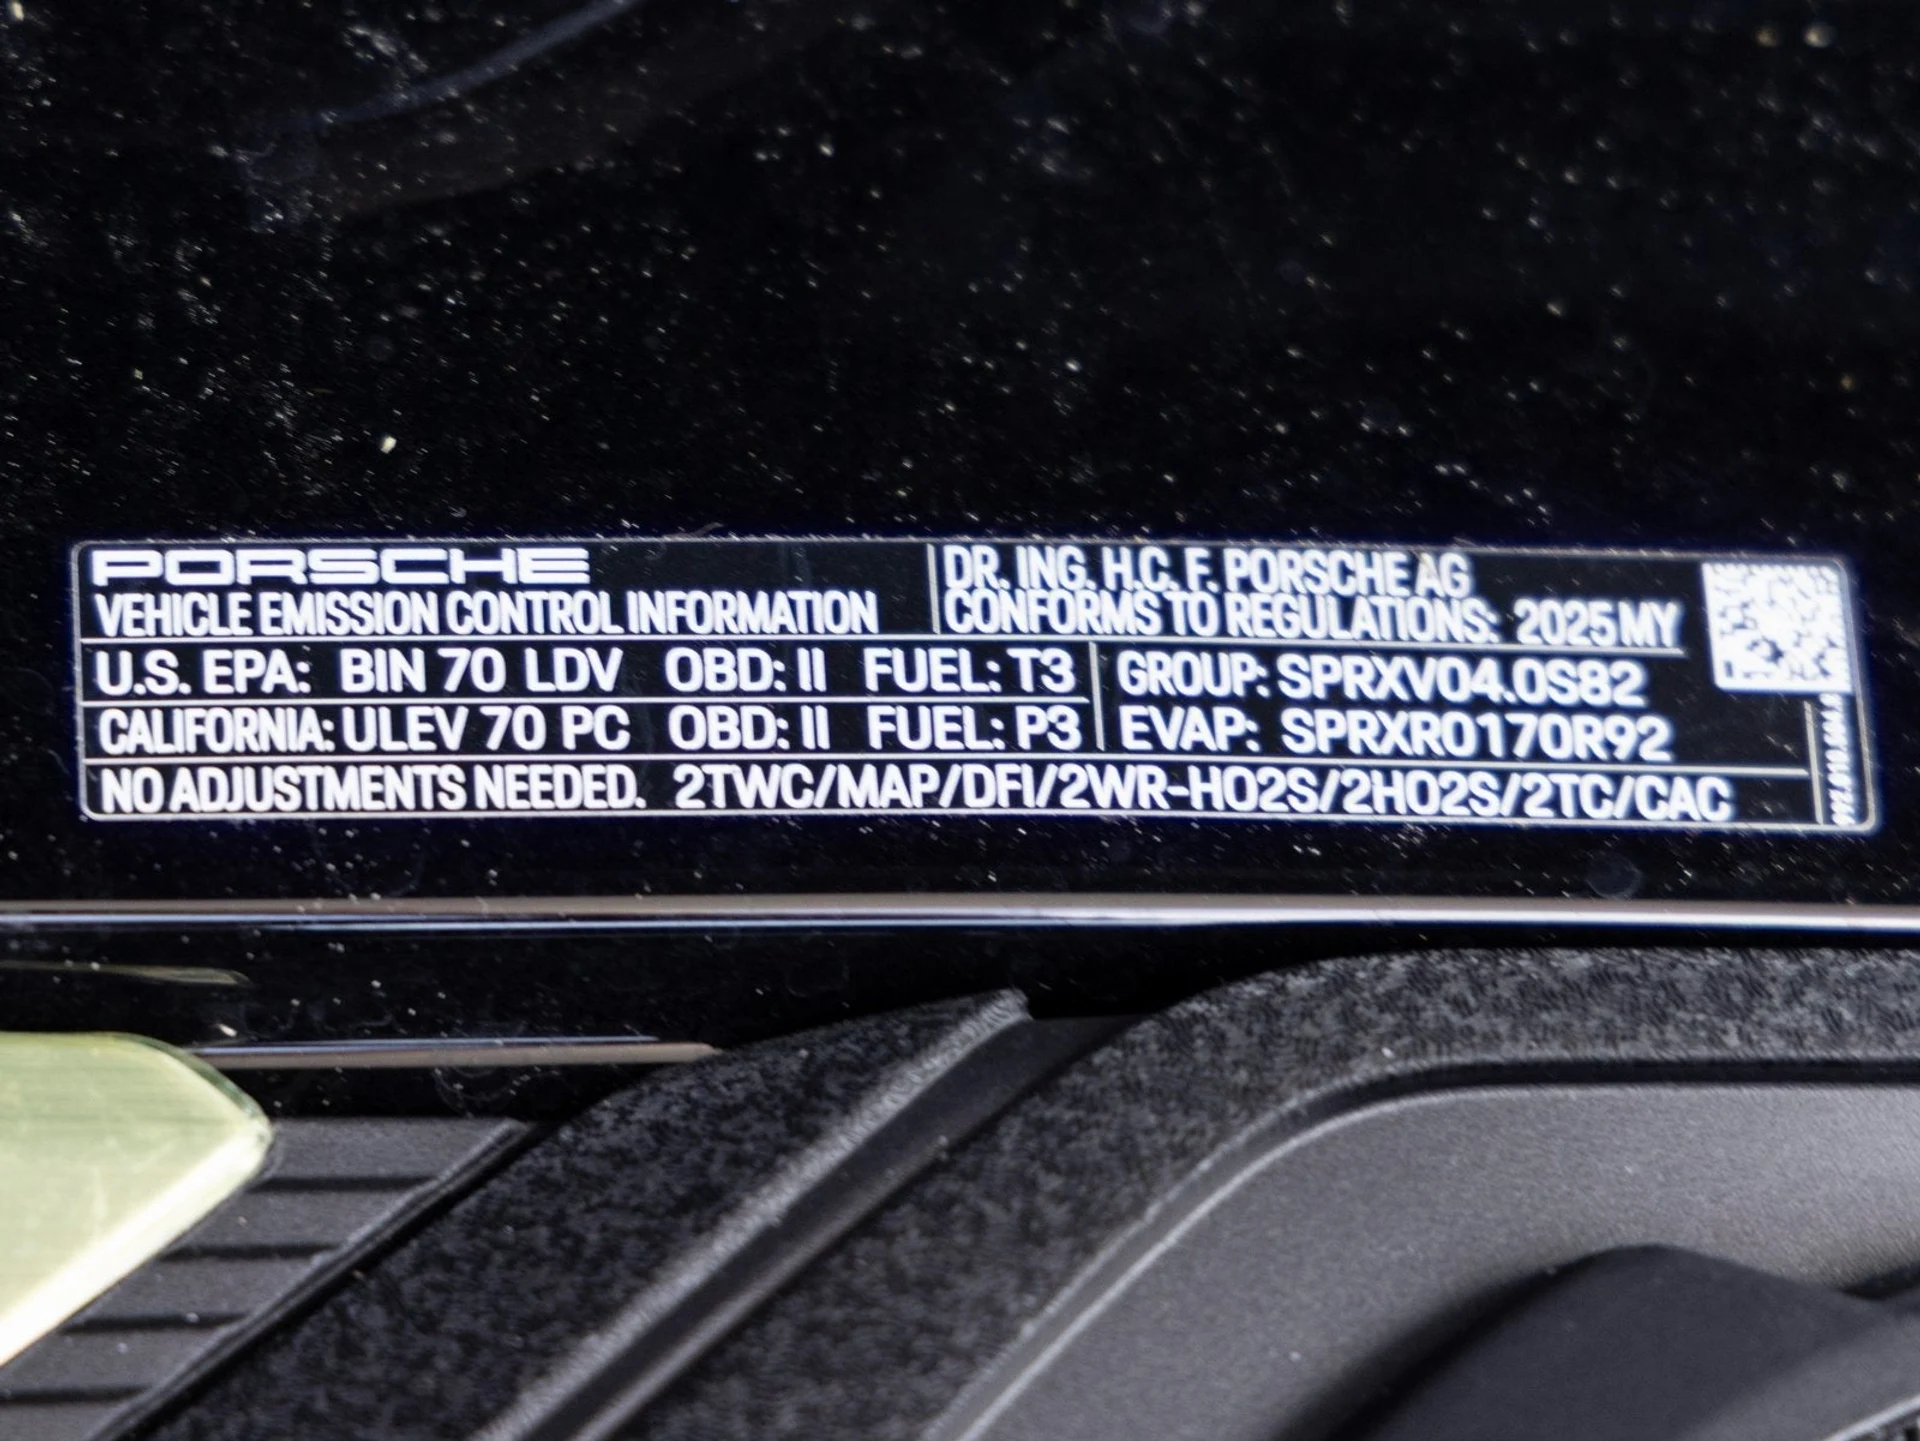 PORSCHE
VEHICLE EMISSION CONTROL INFORMATION
DR. ING. H.C. F. PORSCHE AG
CONFORMS TO REGULATIONS: 2025 MY
U.S. EPA: BIN 70 LDV OBD: II FUEL: T3
CALIFORNIA: ULEV 70 PC OBD: II FUEL: P3
GROUP: SPRXV04.0S82
EVAP: SPRXR0170R92
NO ADJUSTMENTS NEEDED. 2TWC/MAP/DFI/2WR-HO2S/2HO2S/2TC/CAC